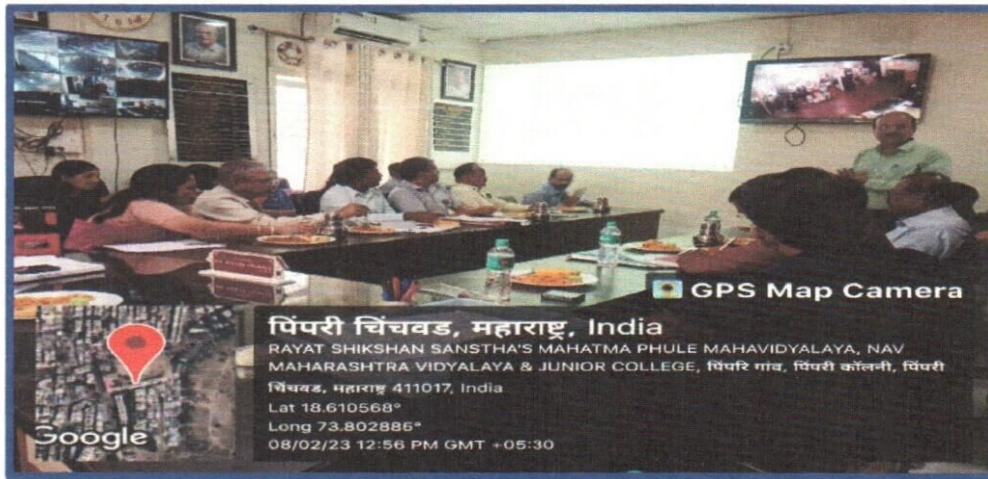 GPS Map Camera
पिंपरी चिंचवड, महाराष्ट्र, India
RAYAT SHIKSHAN SANSTHA'S MAHATMA PHULE MAHAVIDYALAYA, NAV
MAHARASHTRA VIDYALAYA & JUNIOR COLLEGE, पिंपरि गांव, पिंपरी कॉलनी, पिंपरी
चिंचवड, महाराष्ट्र 411017, India
Lat 18.610568°
Long 73.802885°
08/02/23 12:56 PM GMT +05:30
Google